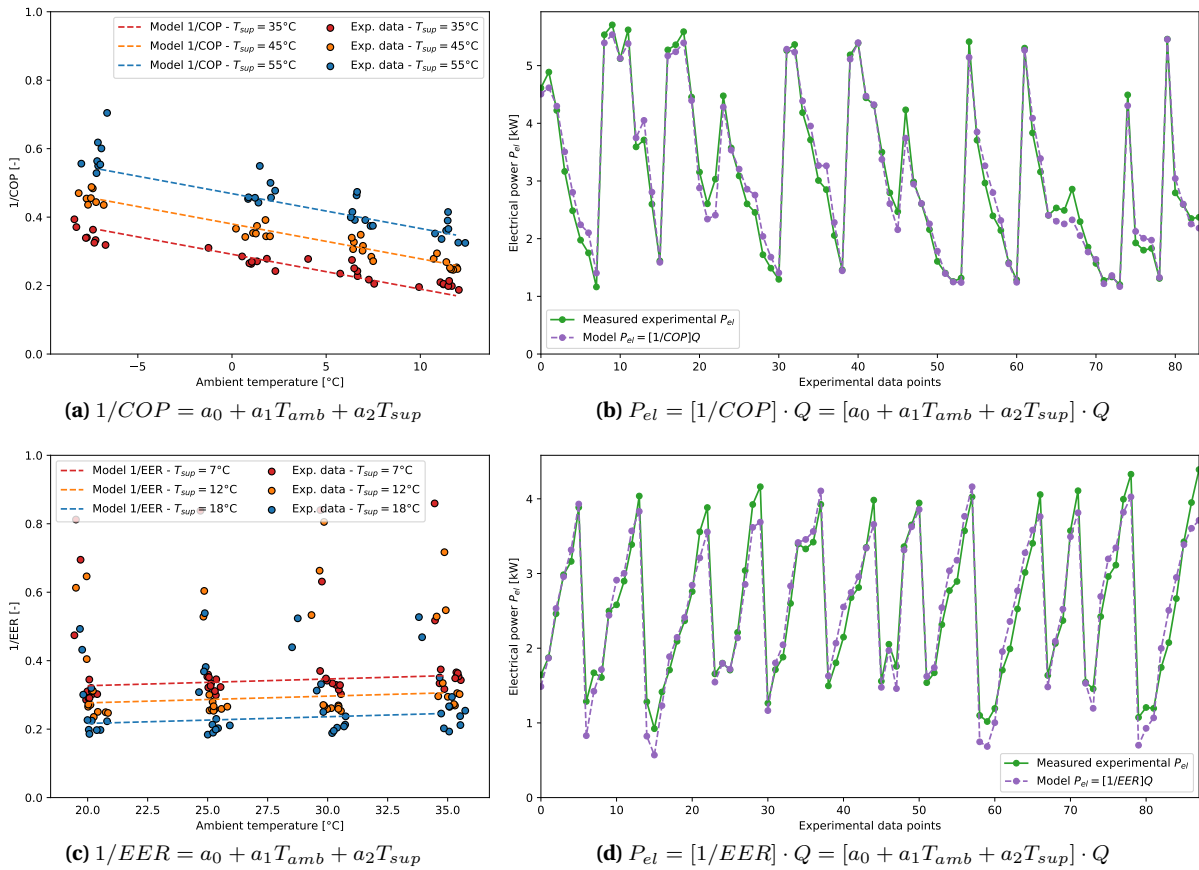 1.0
0.8
0.6
0.4
0.2
0.0
1/COP [-]
Model 1/COP - T_sup = 35°C
Model 1/COP - T_sup = 45°C
Model 1/COP - T_sup = 55°C
Exp. data - T_sup = 35°C
Exp. data - T_sup = 45°C
Exp. data - T_sup = 55°C
−5 0 5 10
Ambient temperature [°C]
(a) 1/COP = a_0 + a_1T_amb + a_2T_sup
5
4
3
2
1
0
Electrical power P_el [kW]
Measured experimental P_el
Model P_el = [1/COP]Q
0 10 20 30 40 50 60 70 80
Experimental data points
(b) P_el = [1/COP] · Q = [a_0 + a_1T_amb + a_2T_sup] · Q
1.0
0.8
0.6
0.4
0.2
0.0
1/EER [-]
Model 1/EER - T_sup = 7°C
Model 1/EER - T_sup = 12°C
Model 1/EER - T_sup = 18°C
Exp. data - T_sup = 7°C
Exp. data - T_sup = 12°C
Exp. data - T_sup = 18°C
20.0 22.5 25.0 27.5 30.0 32.5 35.0
Ambient temperature [°C]
(c) 1/EER = a_0 + a_1T_amb + a_2T_sup
4
3
2
1
0
Electrical power P_el [kW]
Measured experimental P_el
Model P_el = [1/EER]Q
0 10 20 30 40 50 60 70 80
Experimental data points
(d) P_el = [1/EER] · Q = [a_0 + a_1T_amb + a_2T_sup] · Q